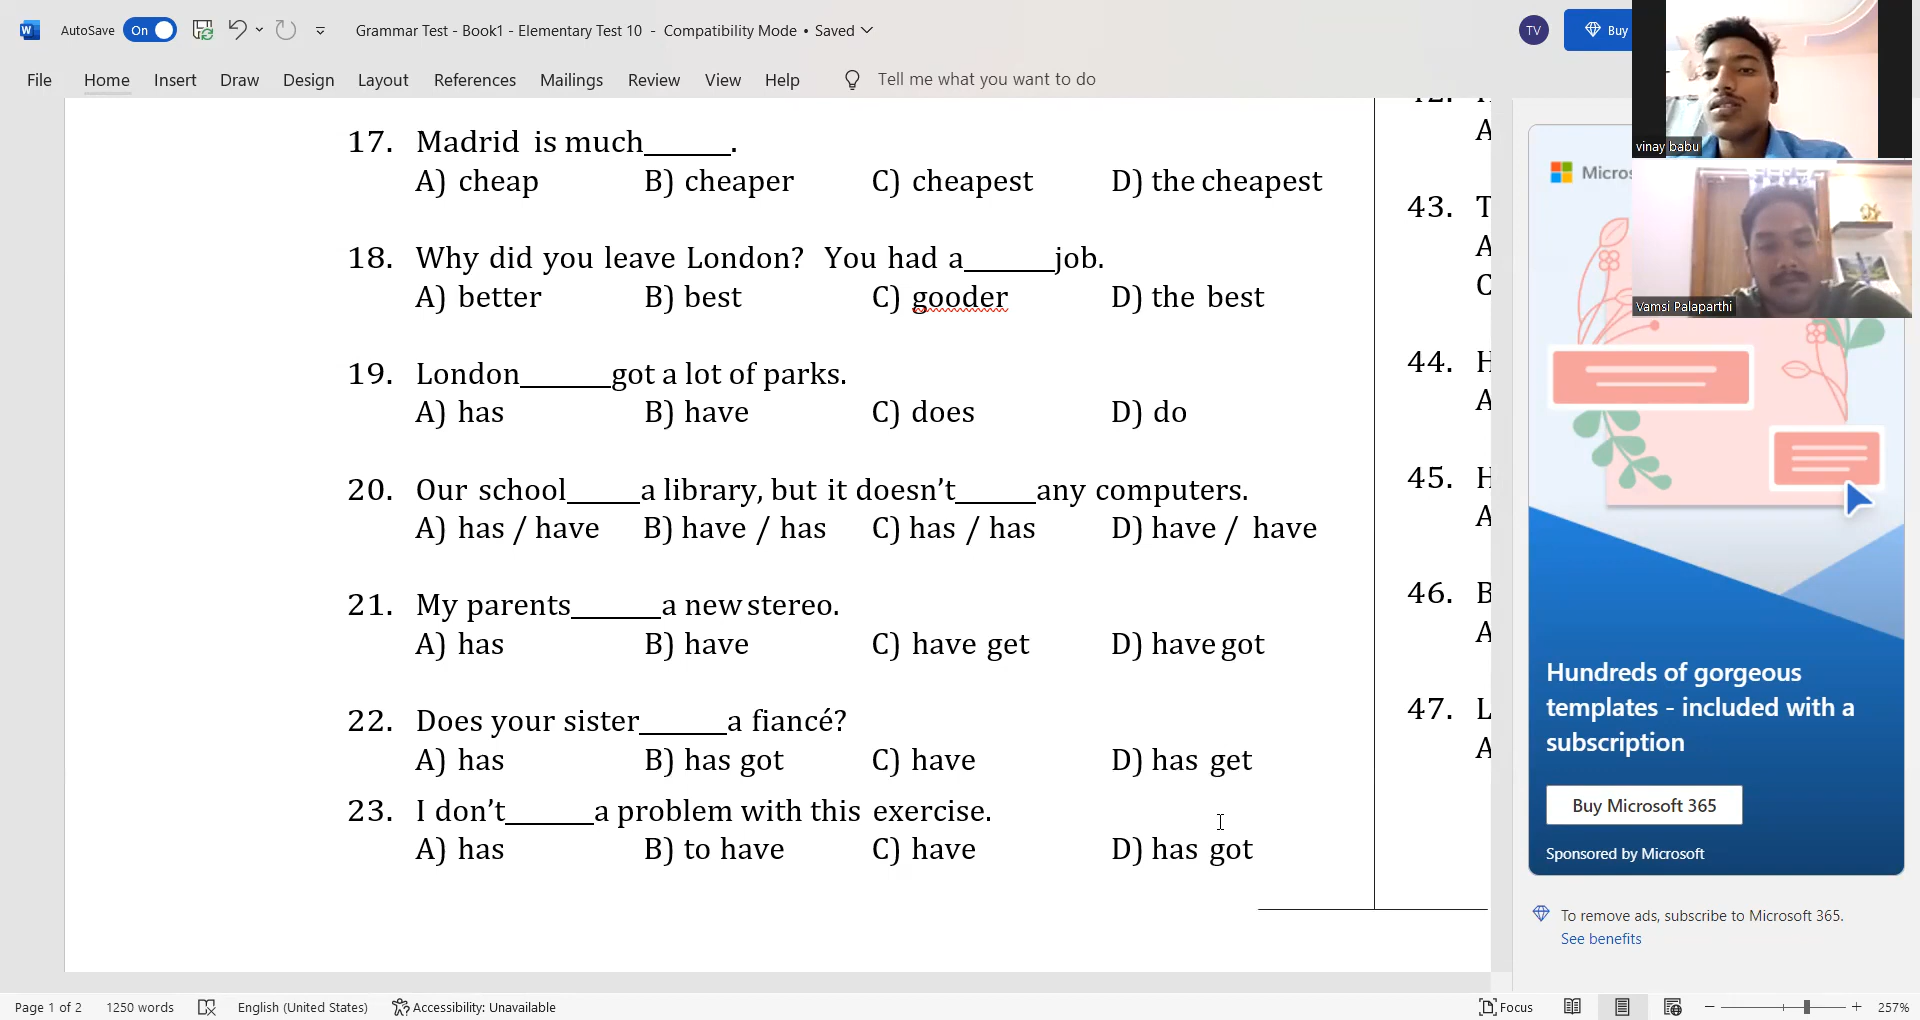 AutoSave On Grammar Test - Book1 - Elementary Test 10 - Compatibility Mode • Saved TV Buy
File Home Insert Draw Design Layout References Mailings Review View Help Tell me what you want to do
17. Madrid is much______.
A) cheap B) cheaper C) cheapest D) the cheapest
18. Why did you leave London? You had a______job.
A) better B) best C) gooder D) the best
19. London______got a lot of parks.
A) has B) have C) does D) do
20. Our school_____a library, but it doesn’t_____any computers.
A) has / have B) have / has C) has / has D) have / have
21. My parents______a new stereo.
A) has B) have C) have get D) have got
22. Does your sister______a fiancé?
A) has B) has got C) have D) has get
23. I don’t______a problem with this exercise.
A) has B) to have C) have D) has got
A
43. T
A
C
44. H
A
45. H
A
46. B
A
47. L
A
vinay babu
Vamsi Palaparthi
Hundreds of gorgeous
templates - included with a
subscription
Buy Microsoft 365
Sponsored by Microsoft
To remove ads, subscribe to Microsoft 365.
See benefits
Page 1 of 2 1250 words English (United States) Accessibility: Unavailable Focus 257%